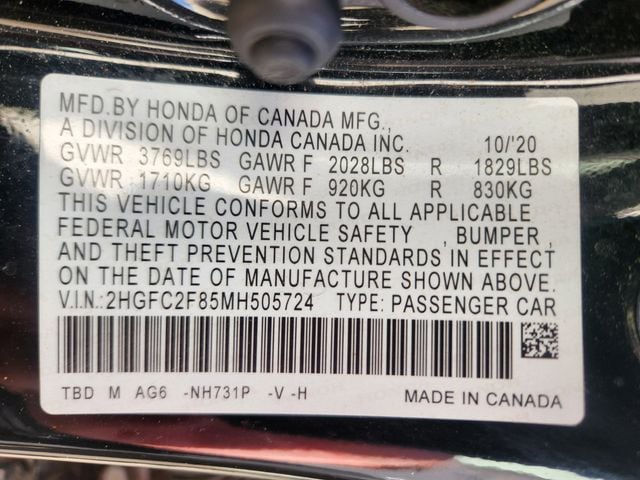 MFD.BY HONDA OF CANADA MFG.,
A DIVISION OF HONDA CANADA INC. 10/'20
GVWR 3769LBS GAWR F 2028LBS R 1829LBS
GVWR 1710KG GAWR F 920KG R 830KG
THIS VEHICLE CONFORMS TO ALL APPLICABLE
FEDERAL MOTOR VEHICLE SAFETY , BUMPER ,
AND THEFT PREVENTION STANDARDS IN EFFECT
ON THE DATE OF MANUFACTURE SHOWN ABOVE.
V.I.N.:2HGFC2F85MH505724 TYPE: PASSENGER CAR
TBD M AG6 -NH731P -V -H MADE IN CANADA